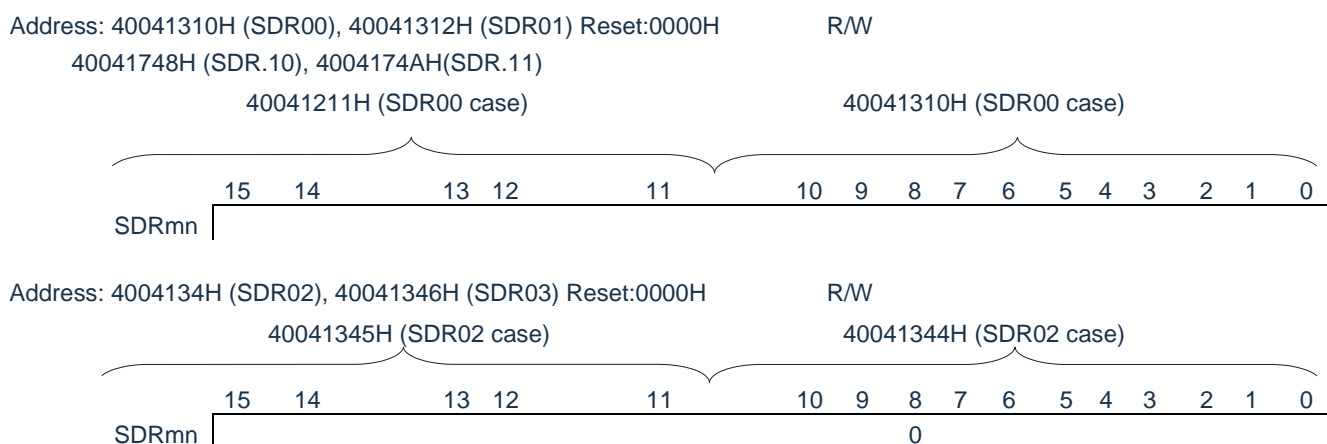 Address: 40041310H (SDR00), 40041312H (SDR01) Reset:0000H R/W
40041748H (SDR.10), 4004174AH(SDR.11)
40041211H (SDR00 case) 40041310H (SDR00 case)
15 14 13 12 11 10 9 8 7 6 5 4 3 2 1 0
SDRmn
Address: 4004134H (SDR02), 40041346H (SDR03) Reset:0000H R/W
40041345H (SDR02 case) 40041344H (SDR02 case)
15 14 13 12 11 10 9 8 7 6 5 4 3 2 1 0
SDRmn 0